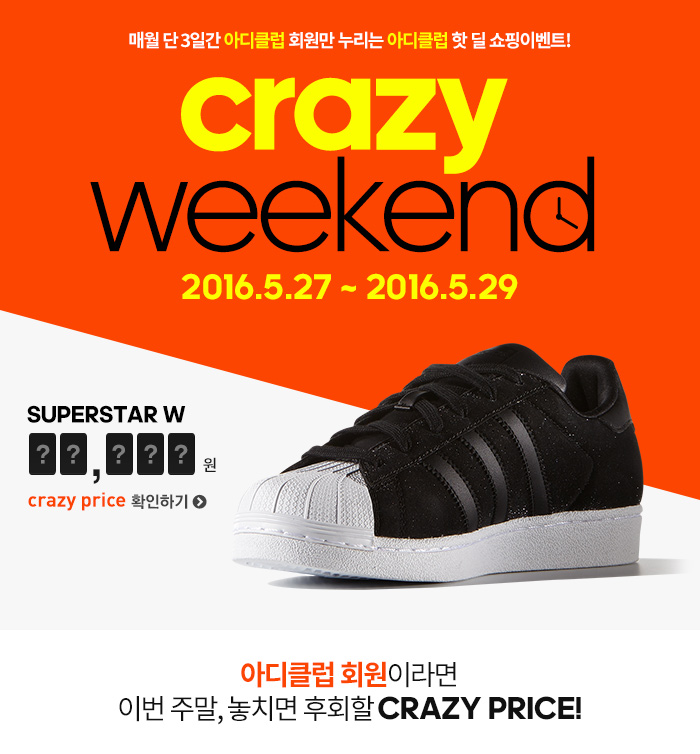 매월 단 3일간 아디클럽 회원만 누리는 아디클럽 핫 딜 쇼핑이벤트!
crazy
weekend
2016.5.27 ~ 2016.5.29
SUPERSTAR W
??,???원
crazy price 확인하기
아디클럽 회원이라면
이번 주말, 놓치면 후회할 CRAZY PRICE!